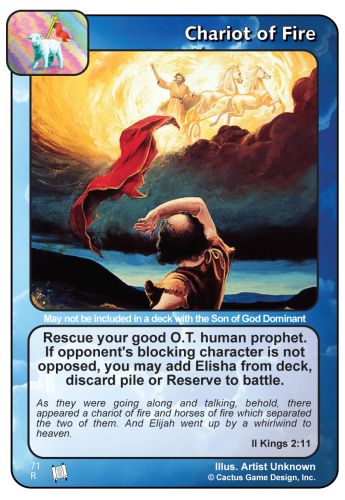 Chariot of Fire
May not be included in a deck with the Son of God Dominant
Rescue your good O.T. human prophet.
If opponent's blocking character is not
opposed, you may add Elisha from deck,
discard pile or Reserve to battle.
As they were going along and talking, behold, there
appeared a chariot of fire and horses of fire which separated
the two of them. And Elijah went up by a whirlwind to
heaven.
II Kings 2:11
71
R
Illus. Artist Unknown
© Cactus Game Design, Inc.